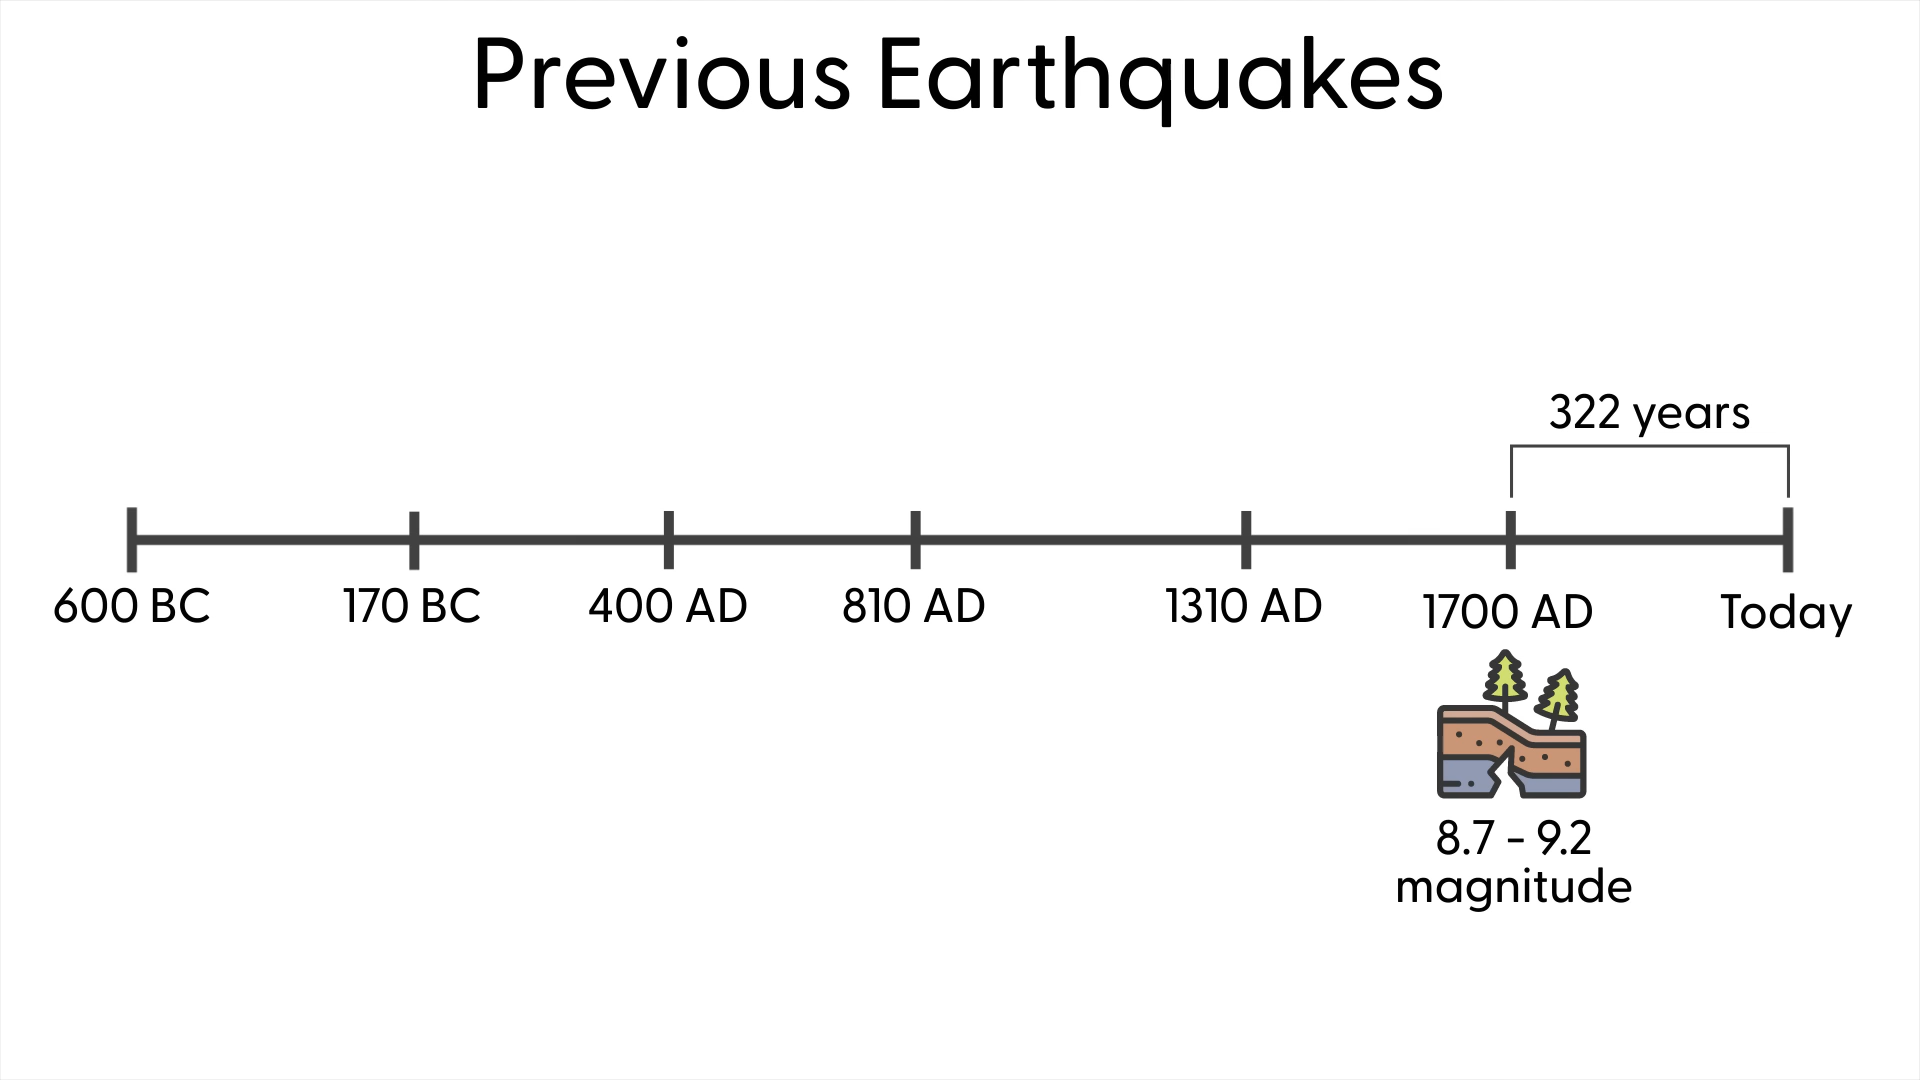 Previous Earthquakes
322 years
600 BC
170 BC
400 AD
810 AD
1310 AD
1700 AD
Today
8.7 - 9.2
magnitude